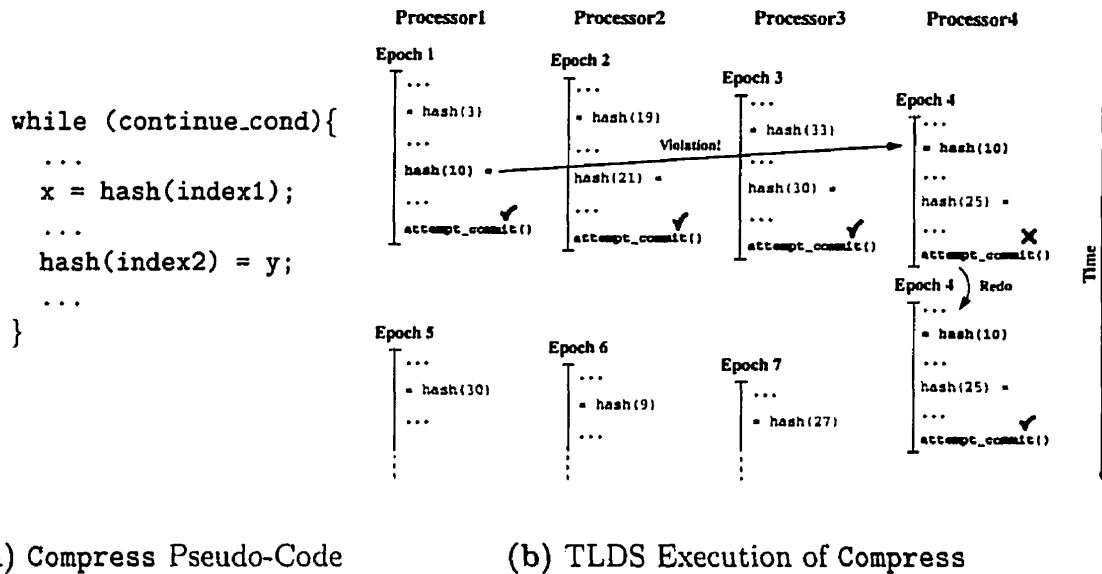 while (continue_cond){
...
x = hash(index1);
...
hash(index2) = y;
...
}
Processor1
Processor2
Processor3
Processor4
Epoch 1
...
= hash(3)
...
hash(10) =
...
attempt_commit()
Epoch 2
...
= hash(19)
...
hash(21) =
...
attempt_commit()
Epoch 3
...
= hash(33)
...
hash(30) =
...
attempt_commit()
Epoch 4
...
= hash(10)
...
hash(25) =
...
attempt_commit()
Violation!
Redo
Epoch 4
...
= hash(10)
...
hash(25) =
...
attempt_commit()
Epoch 5
...
= hash(30)
...
Epoch 6
...
= hash(9)
...
Epoch 7
...
= hash(27)
Time
) Compress Pseudo-Code
(b) TLDS Execution of Compress